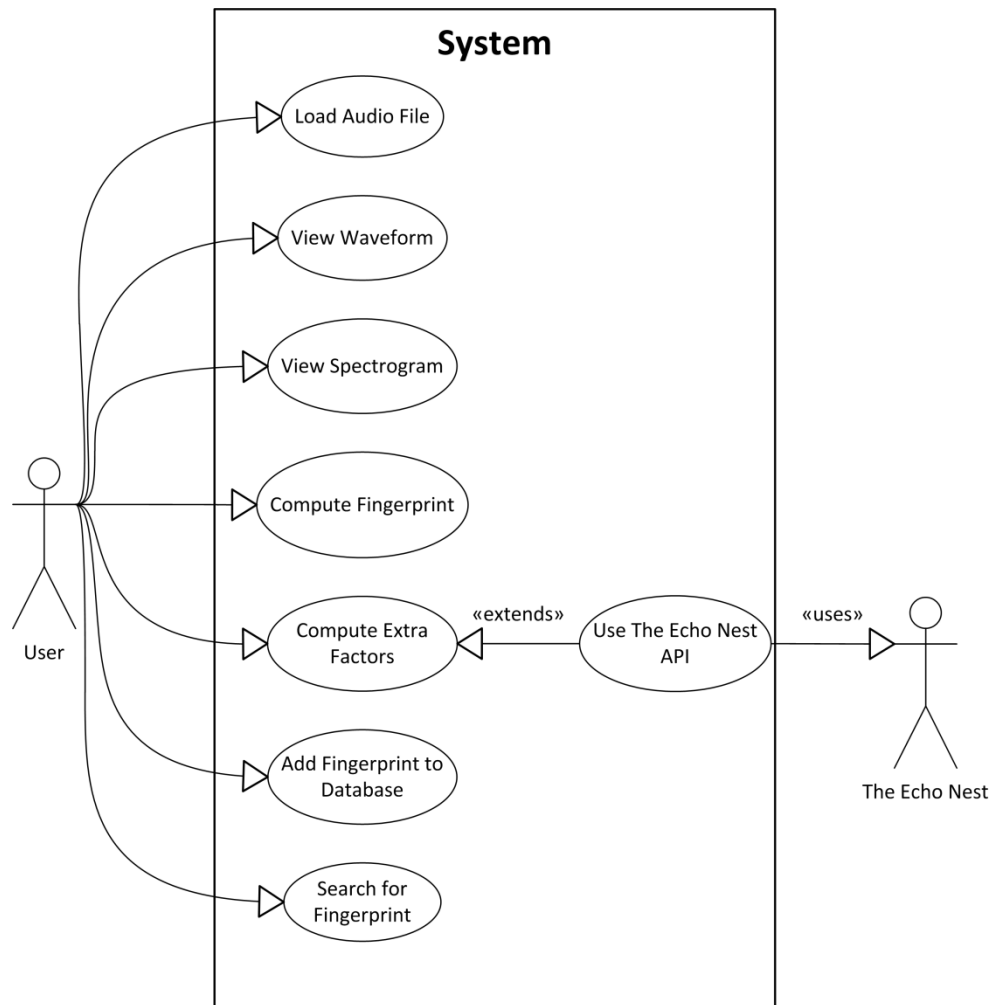 System
Load Audio File
View Waveform
View Spectrogram
Compute Fingerprint
User
Compute Extra
Factors
«extends»
Use The Echo Nest
API
«uses»
The Echo Nest
Add Fingerprint to
Database
Search for
Fingerprint